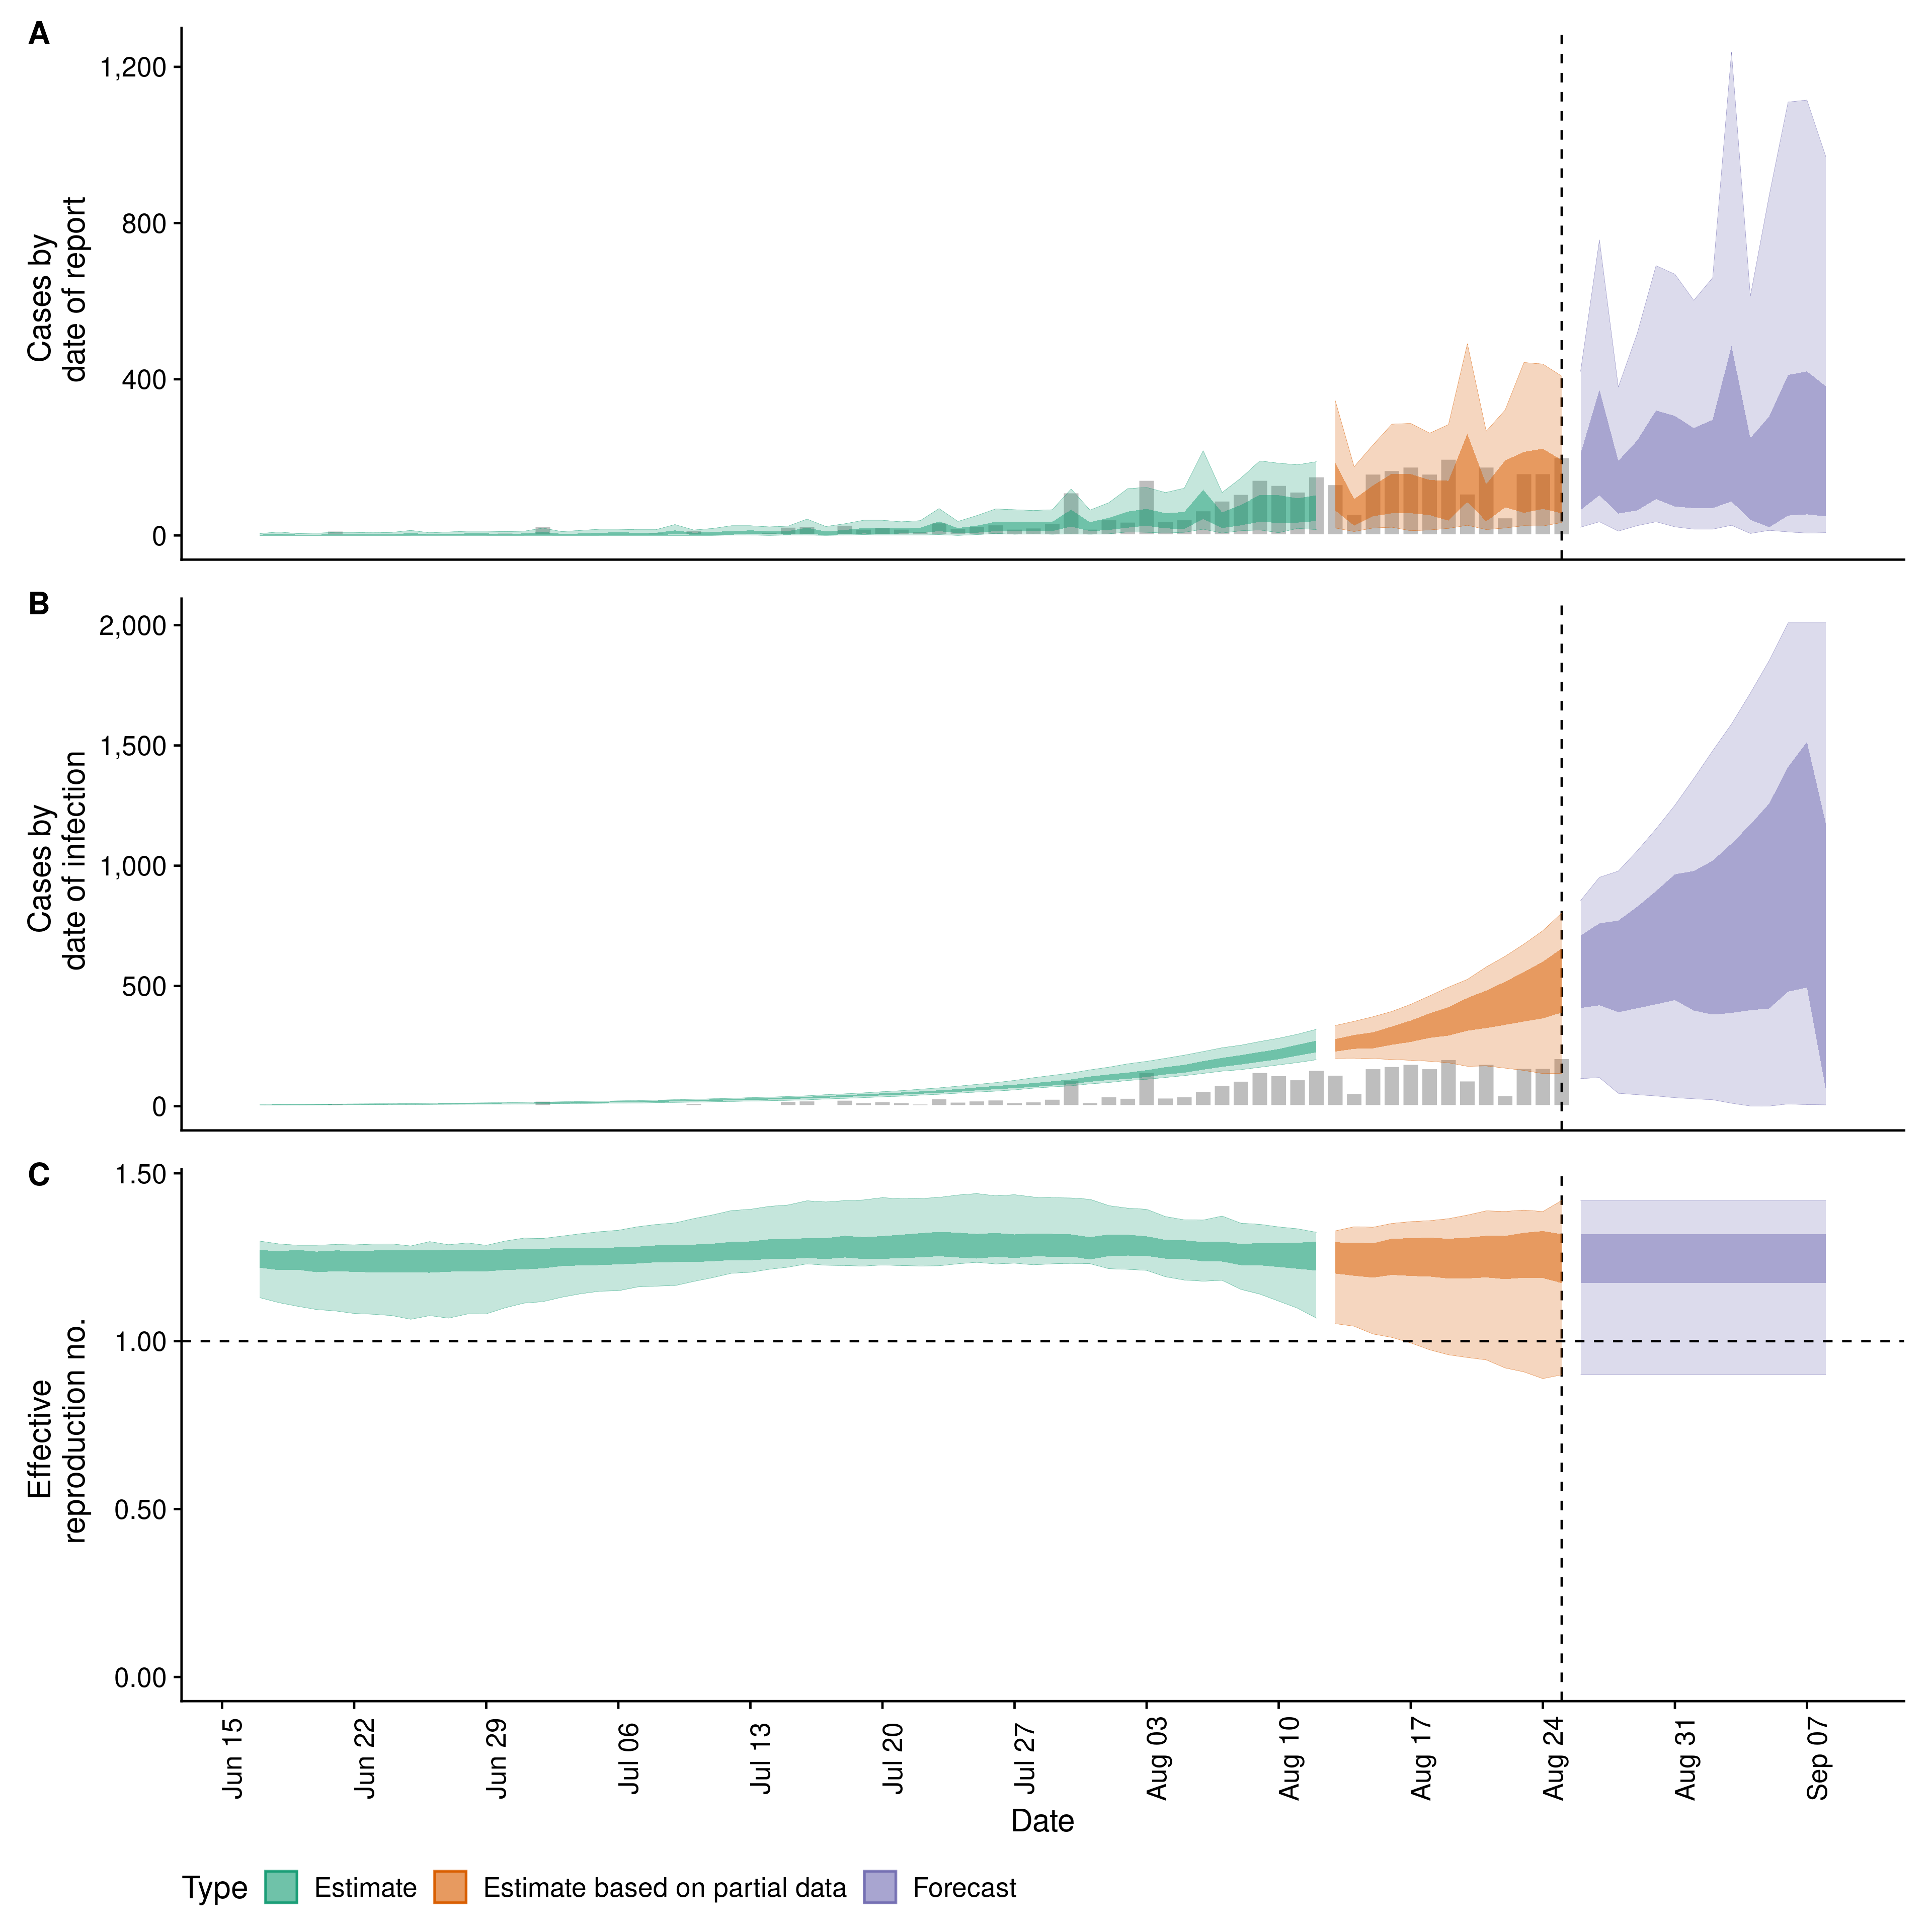 A
Cases by
date of report
1,200
800
400
0
B
Cases by
date of infection
2,000
1,500
1,000
500
0
C
Effective
reproduction no.
1.50
1.00
0.50
0.00
Jun 15
Jun 22
Jun 29
Jul 06
Jul 13
Jul 20
Jul 27
Aug 03
Aug 10
Aug 17
Aug 24
Aug 31
Sep 07
Date
Type
Estimate
Estimate based on partial data
Forecast